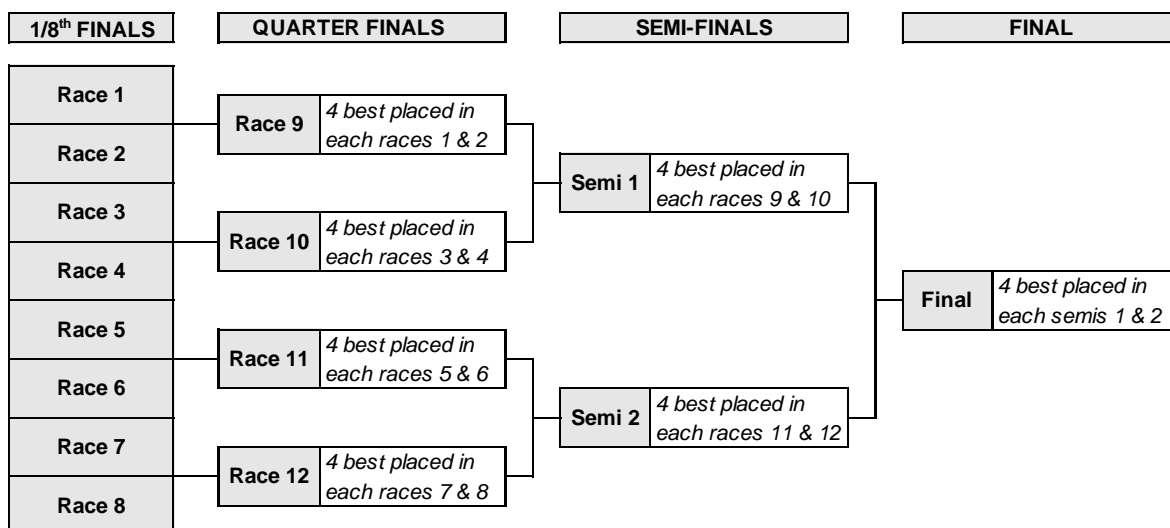 1/8th FINALS
QUARTER FINALS
SEMI-FINALS
FINAL
Race 1
Race 2
Race 3
Race 4
Race 5
Race 6
Race 7
Race 8
Race 9
4 best placed in
each races 1 & 2
Race 10
4 best placed in
each races 3 & 4
Race 11
4 best placed in
each races 5 & 6
Race 12
4 best placed in
each races 7 & 8
Semi 1
4 best placed in
each races 9 & 10
Semi 2
4 best placed in
each races 11 & 12
Final
4 best placed in
each semis 1 & 2